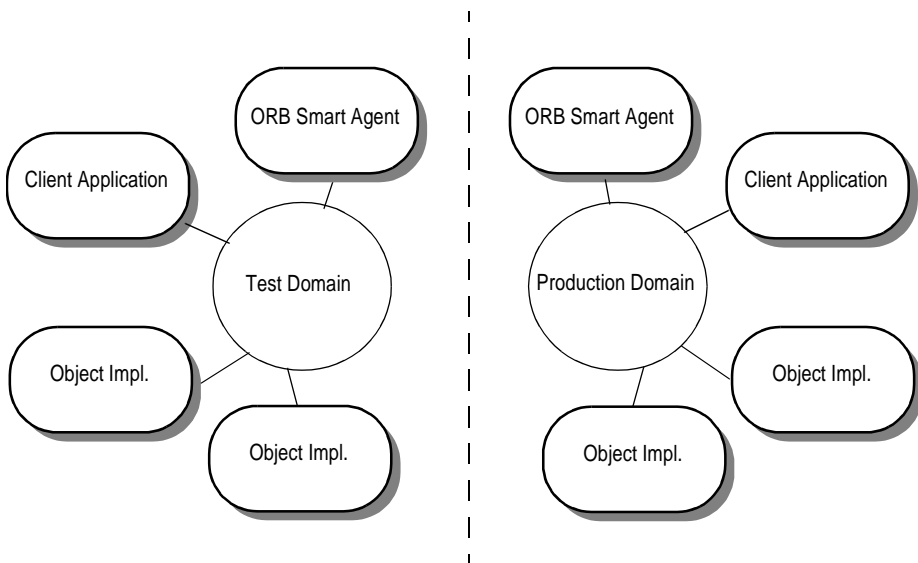 ORB Smart Agent
Client Application
Test Domain
Object Impl.
Object Impl.
ORB Smart Agent
Client Application
Production Domain
Object Impl.
Object Impl.